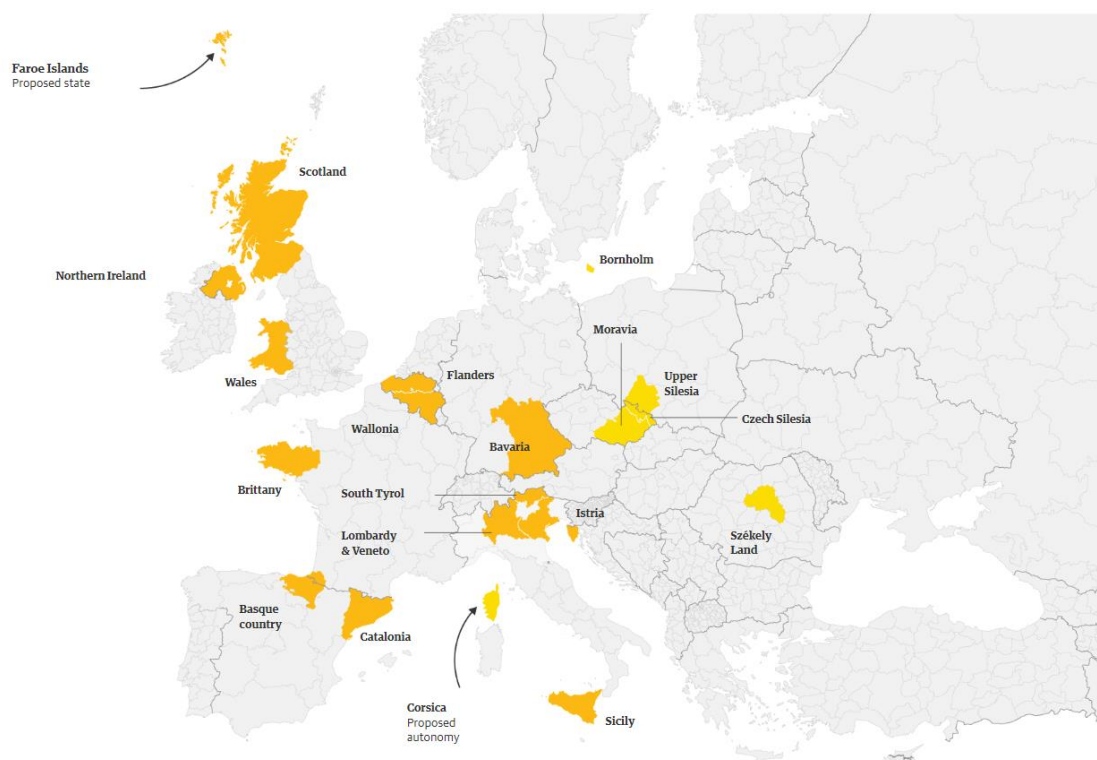 Faroe Islands
Proposed state
Scotland
Northern Ireland
Bornholm
Moravia
Wales
Flanders
Upper
Silesia
Czech Silesia
Wallonia
Bavaria
Brittany
South Tyrol
Istria
Lombardy
& Veneto
Székely
Land
Basque
country
Catalonia
Corsica
Proposed
autonomy
Sicily